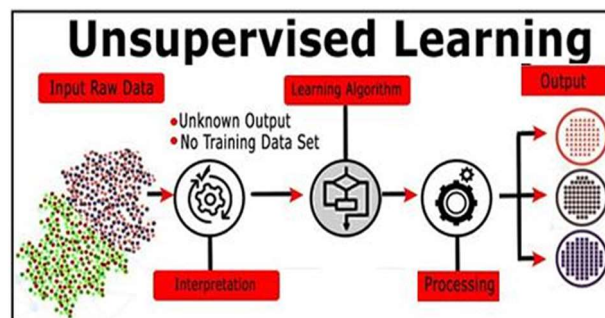 Unsupervised Learning
Input Raw Data
Learning Algorithm
Output
Unknown Output
No Training Data Set
Interpretation
Processing